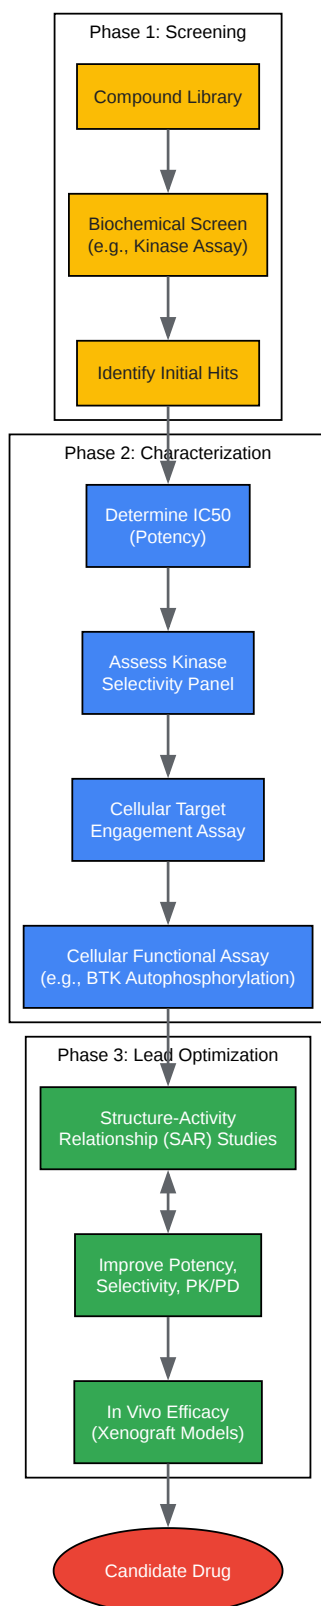 Phase 1: Screening
Compound Library
Biochemical Screen
(e.g., Kinase Assay)
Identify Initial Hits
Phase 2: Characterization
Determine IC50
(Potency)
Assess Kinase
Selectivity Panel
Cellular Target
Engagement Assay
Cellular Functional Assay
(e.g., BTK Autophosphorylation)
Phase 3: Lead Optimization
Structure-Activity
Relationship (SAR) Studies
Improve Potency,
Selectivity, PK/PD
In Vivo Efficacy
(Xenograft Models)
Candidate Drug